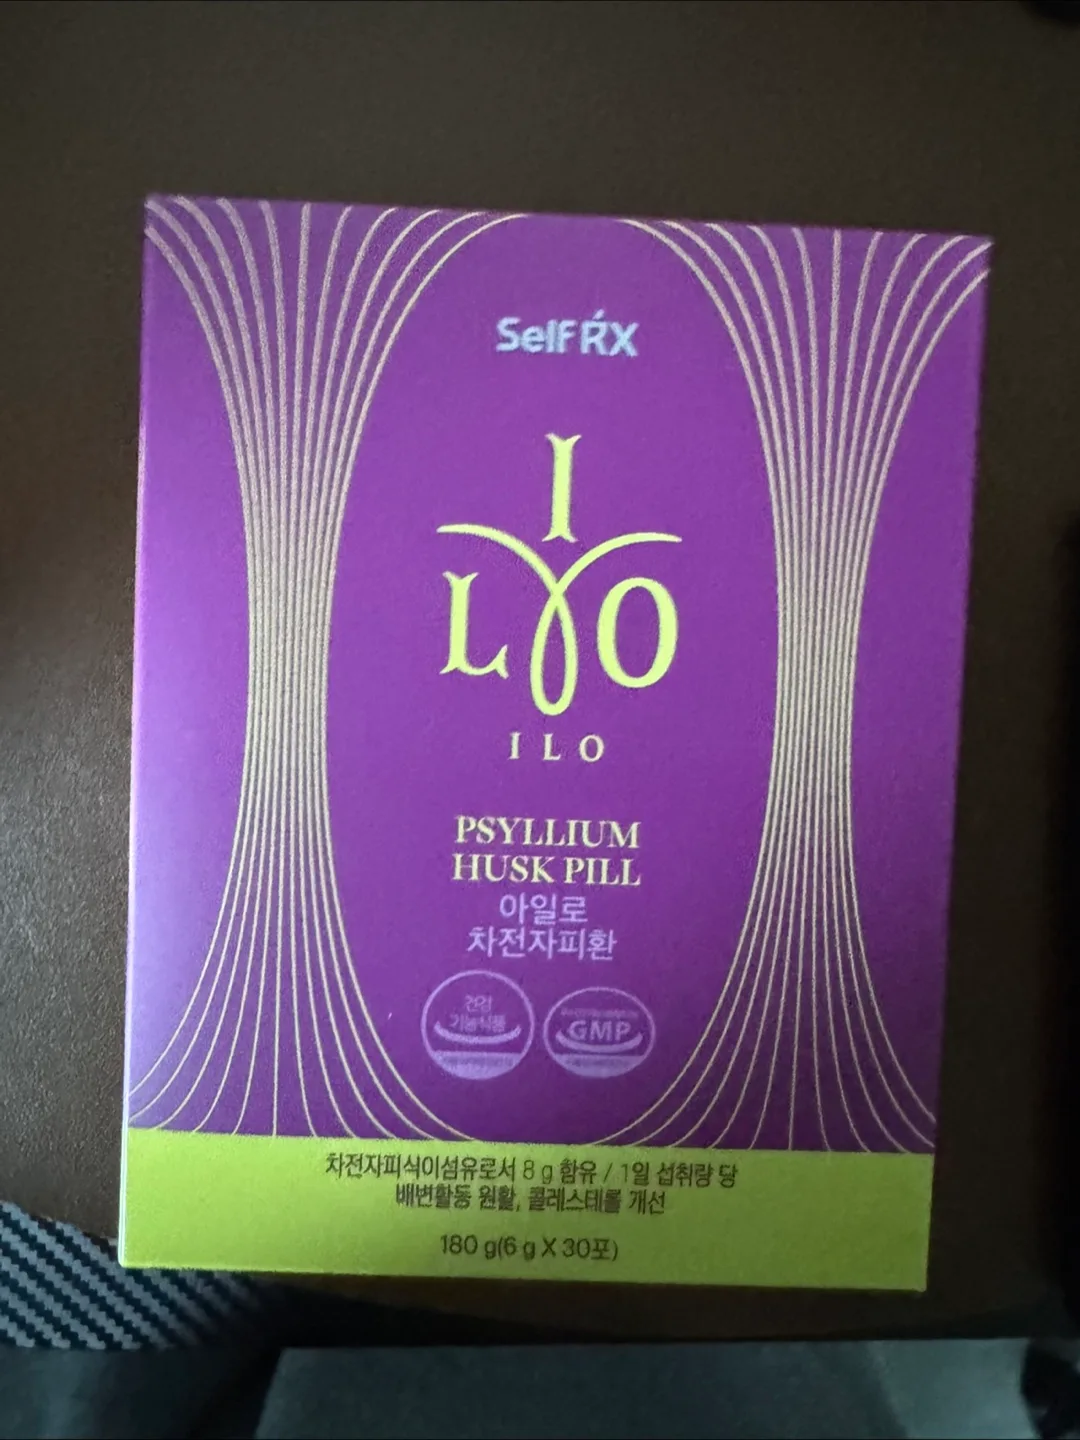 SelfŔX
I
LO
ILO
PSYLLIUM
HUSK PILL
아일로
차전자피환
건강
기능식품
GMP
차전자피식이섬유로서 8 g 함유 / 1일 섭취량 당
배변활동 원활, 콜레스테롤 개선
180 g(6 g X 30포)